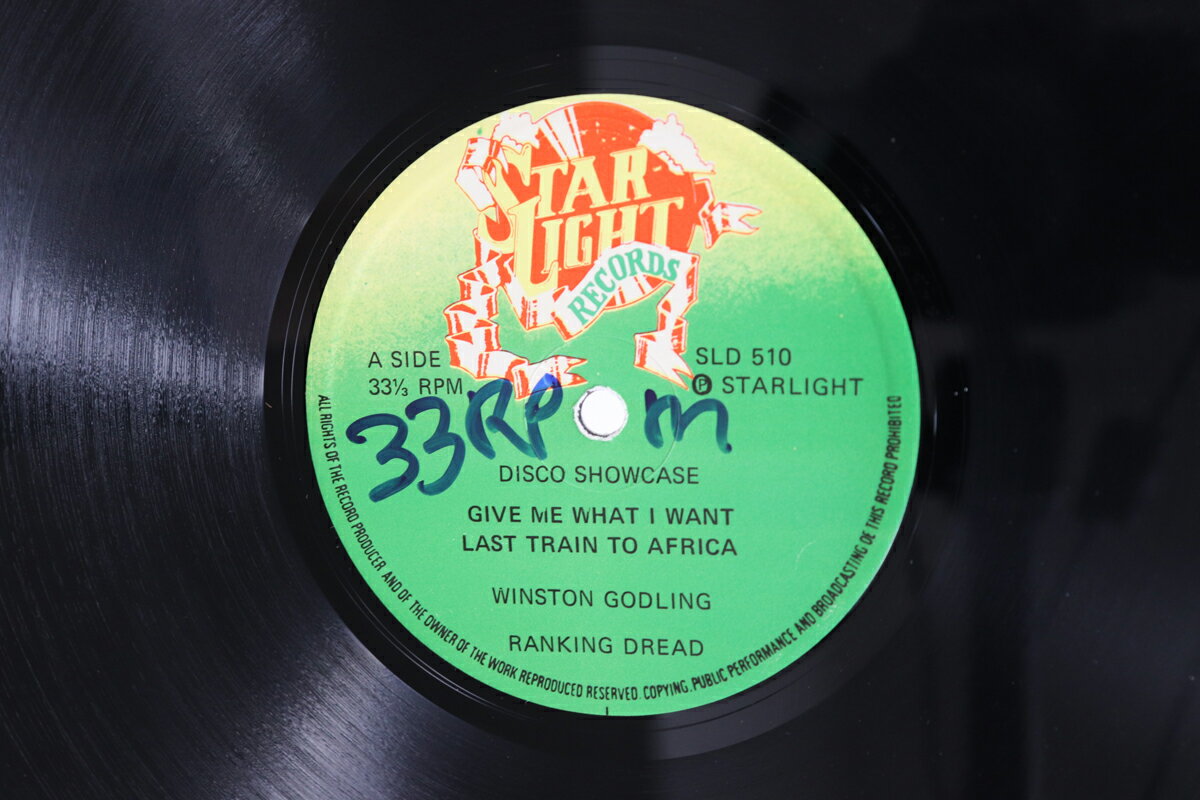 STAR
LIGHT
RECORDS
A SIDE
33⅓ RPM
SLD 510
Ⓟ STARLIGHT
33RPm
DISCO SHOWCASE
GIVE ME WHAT I WANT
LAST TRAIN TO AFRICA
WINSTON GODLING
RANKING DREAD
ALL RIGHTS OF THE RECORD PRODUCER AND OF THE OWNER OF THE WORK REPRODUCED RESERVED. COPYING. PUBLIC PERFORMANCE AND BROADCASTING OE THIS RECORD PROHIBITED